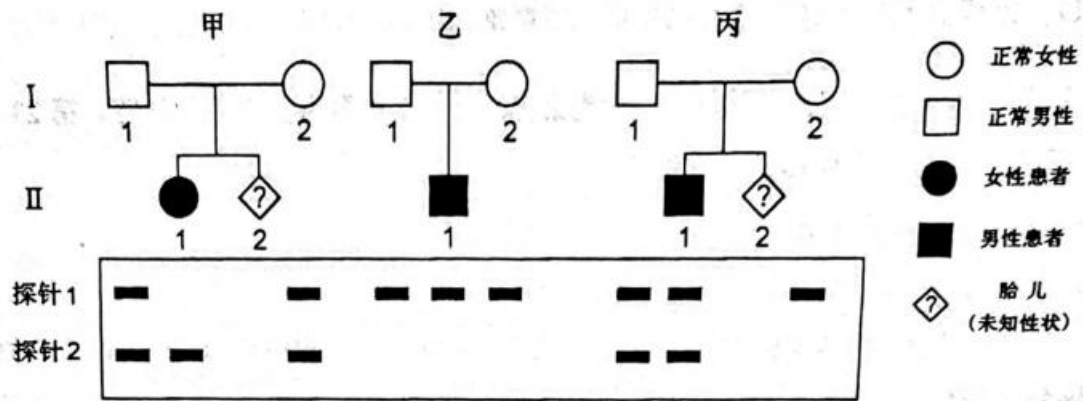 甲 乙 丙
I
1 2 1 2 1 2
II
? ?
1 2 1 1 2
探针1
探针2
正常女性
正常男性
女性患者
男性患者
? 胎儿
(未知性状)